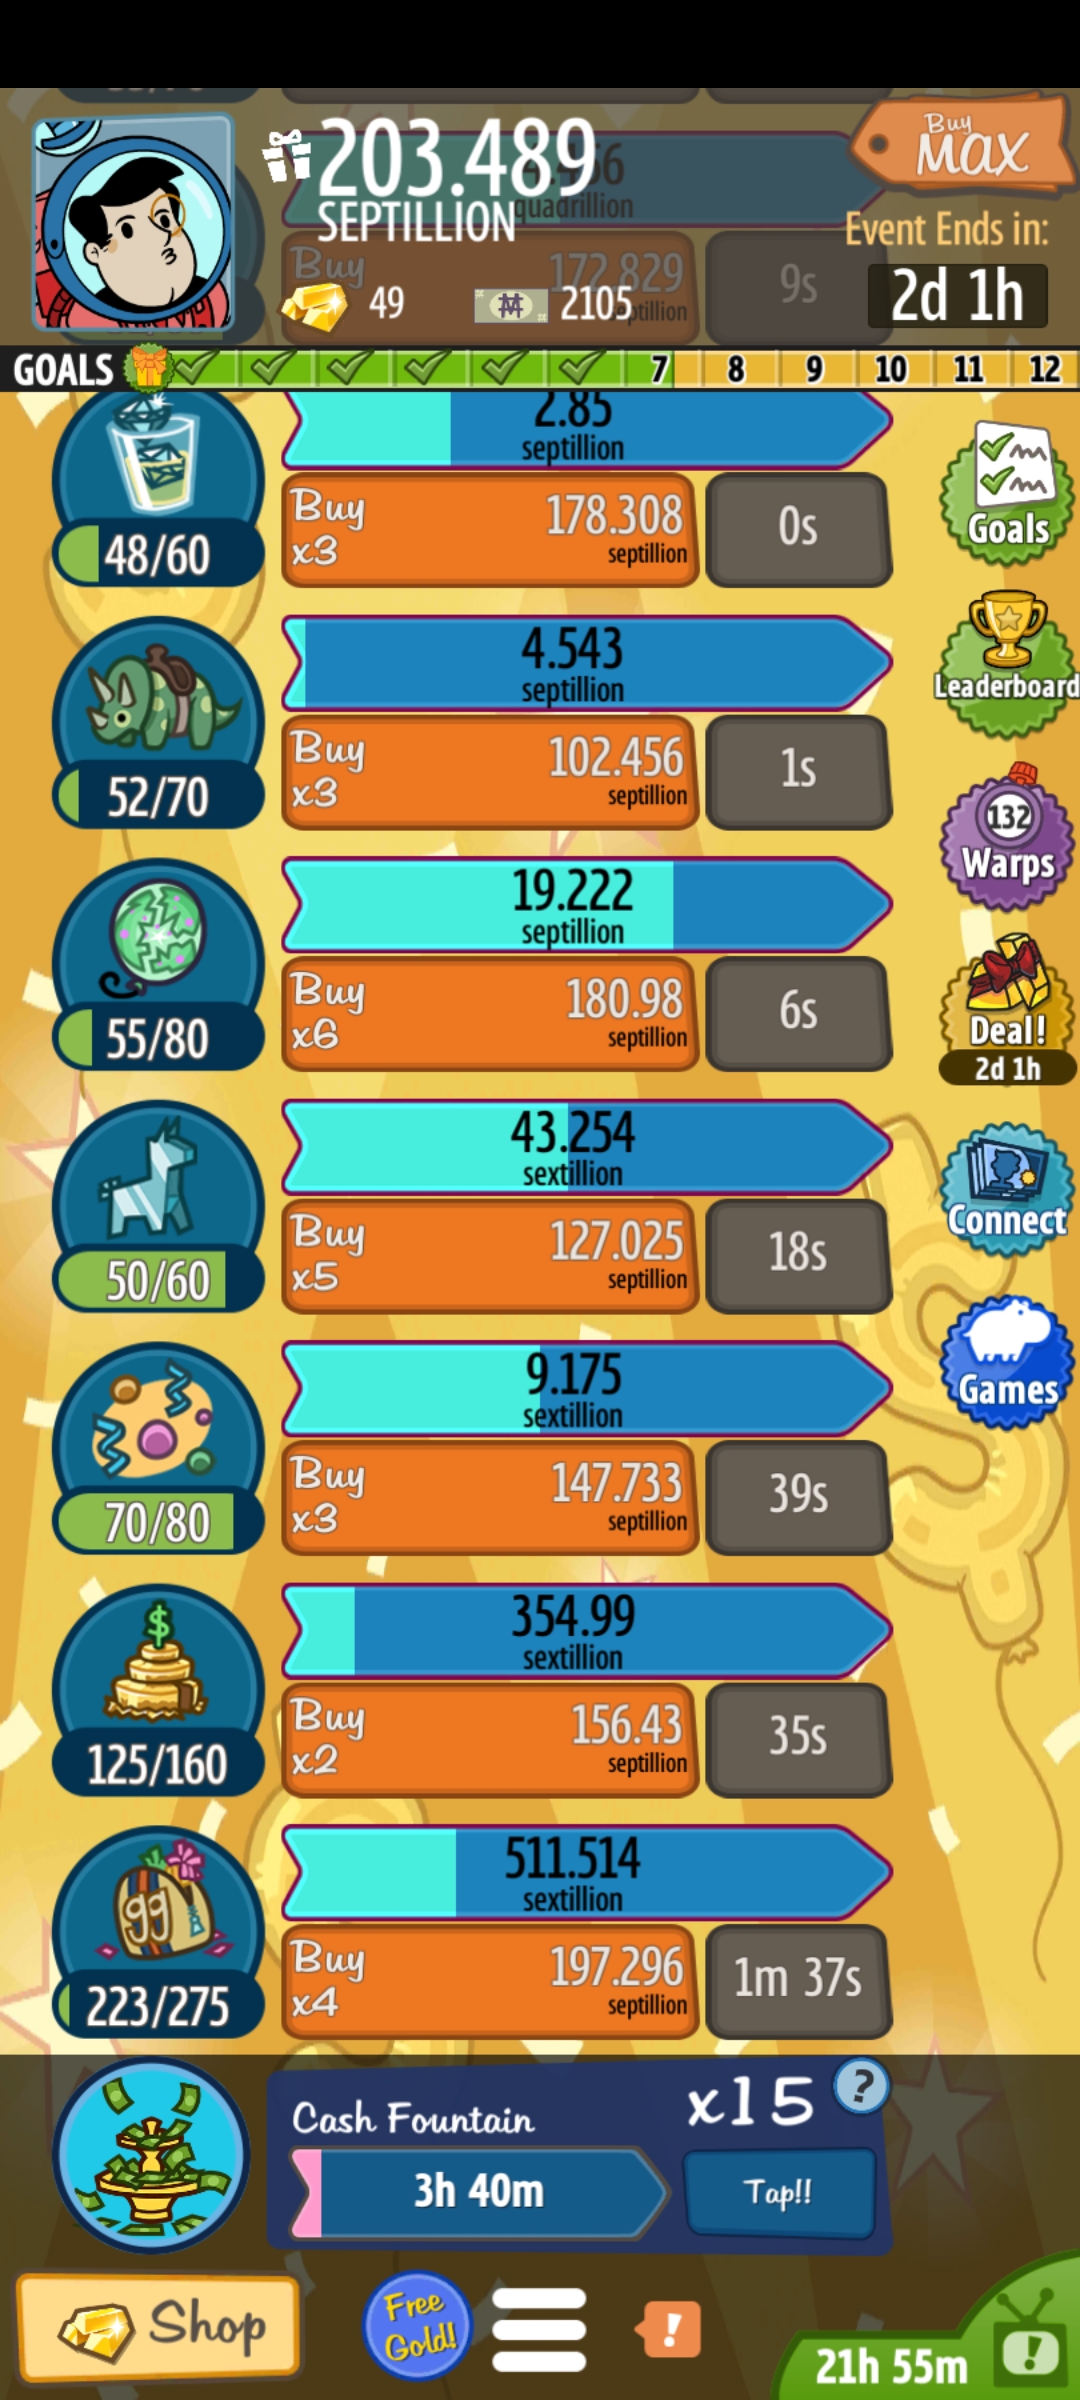 203.489
SEPTILLION
quadrillion
Buy
MAX
Buy
172.829
septillion
9s
49
2105
Event Ends in:
2d 1h
GOALS
7
8
9
10
11
12
2.85
septillion
Buy
x3
178.308
septillion
0s
48/60
Goals
4.543
septillion
Buy
x3
102.456
septillion
1s
52/70
Leaderboard
19.222
septillion
Buy
x6
180.98
septillion
6s
55/80
132
Warps
Deal!
2d 1h
43.254
sextillion
Buy
x5
127.025
septillion
18s
50/60
Connect
9.175
sextillion
Buy
x3
147.733
septillion
39s
70/80
Games
354.99
sextillion
Buy
x2
156.43
septillion
35s
$
125/160
511.514
sextillion
Buy
x4
197.296
septillion
1m 37s
99
223/275
Cash Fountain
x15
?
3h 40m
Tap!!
Shop
Free
Gold!
!
21h 55m
!